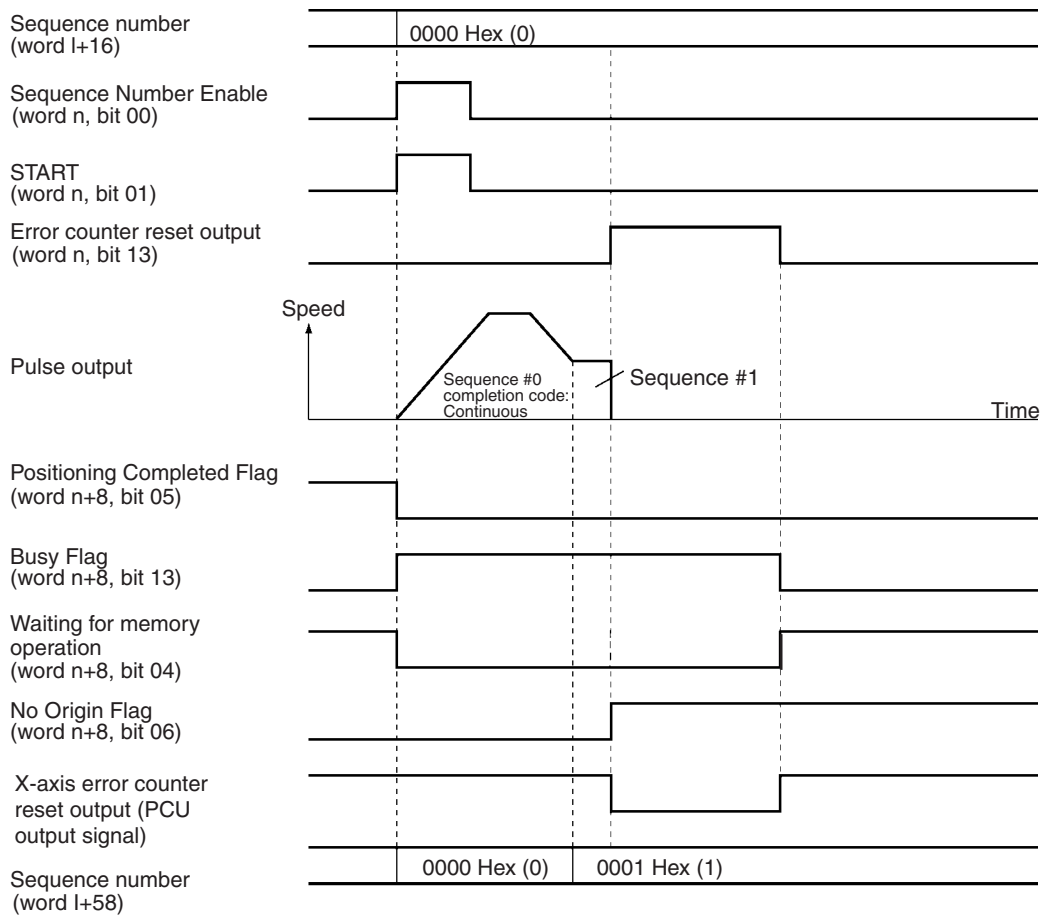 Sequence number
(word l+16)
0000 Hex (0)
Sequence Number Enable
(word n, bit 00)
START
(word n, bit 01)
Error counter reset output
(word n, bit 13)
Speed
Pulse output
Sequence #0
completion code:
Continuous
Sequence #1
Time
Positioning Completed Flag
(word n+8, bit 05)
Busy Flag
(word n+8, bit 13)
Waiting for memory
operation
(word n+8, bit 04)
No Origin Flag
(word n+8, bit 06)
X-axis error counter
reset output (PCU
output signal)
0000 Hex (0)
0001 Hex (1)
Sequence number
(word l+58)